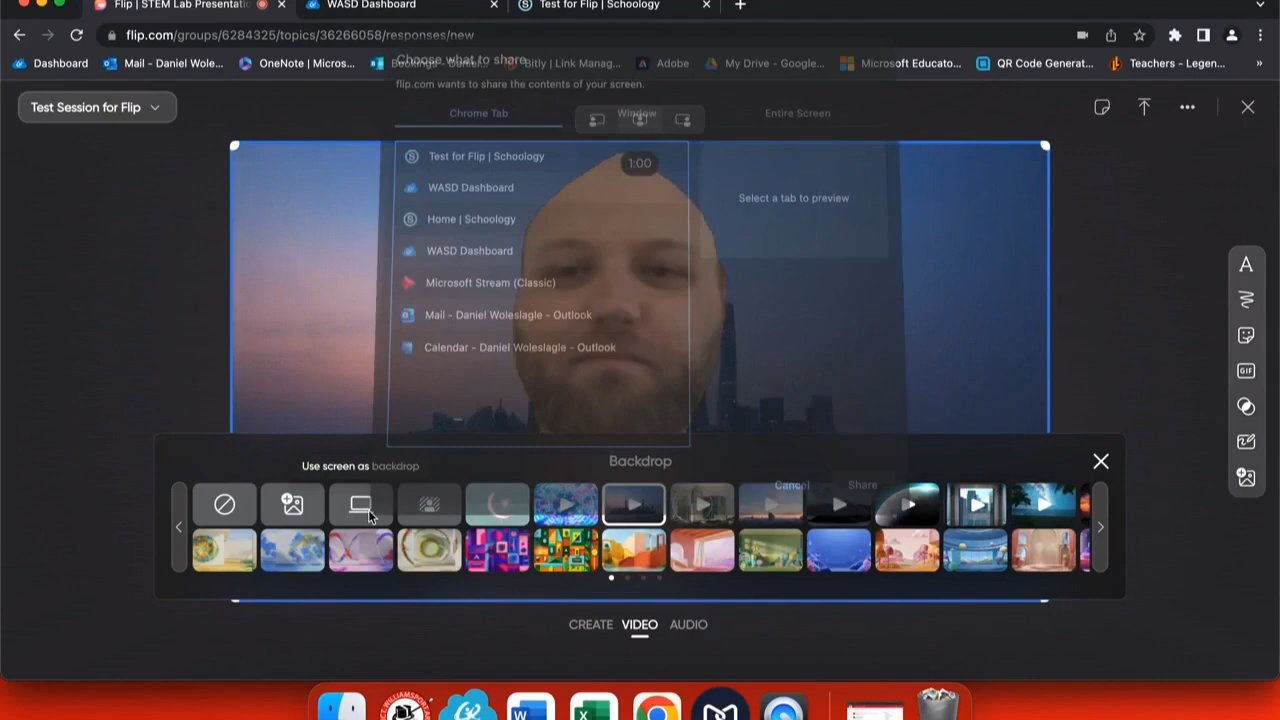 Flip | STEM Lab Presentati
WASD Dashboard
Test for Flip | Schoology
flip.com/groups/6284325/topics/36266058/responses/new
Dashboard
Mail - Daniel Wole...
OneNote | Micros...
Bitly | Link Manag...
Adobe
My Drive - Google...
Microsoft Educato...
QR Code Generat...
Teachers - Legen...
»
Choose what to share
flip.com wants to share the contents of your screen.
Test Session for Flip
Chrome Tab
Window
Entire Screen
1:00
Test for Flip | Schoology
WASD Dashboard
Home | Schoology
WASD Dashboard
Microsoft Stream (Classic)
Mail - Daniel Woleslagle - Outlook
Calendar - Daniel Woleslagle - Outlook
Select a tab to preview
A
GIF
Backdrop
Use screen as backdrop
Cancel
Share
CREATE VIDEO AUDIO